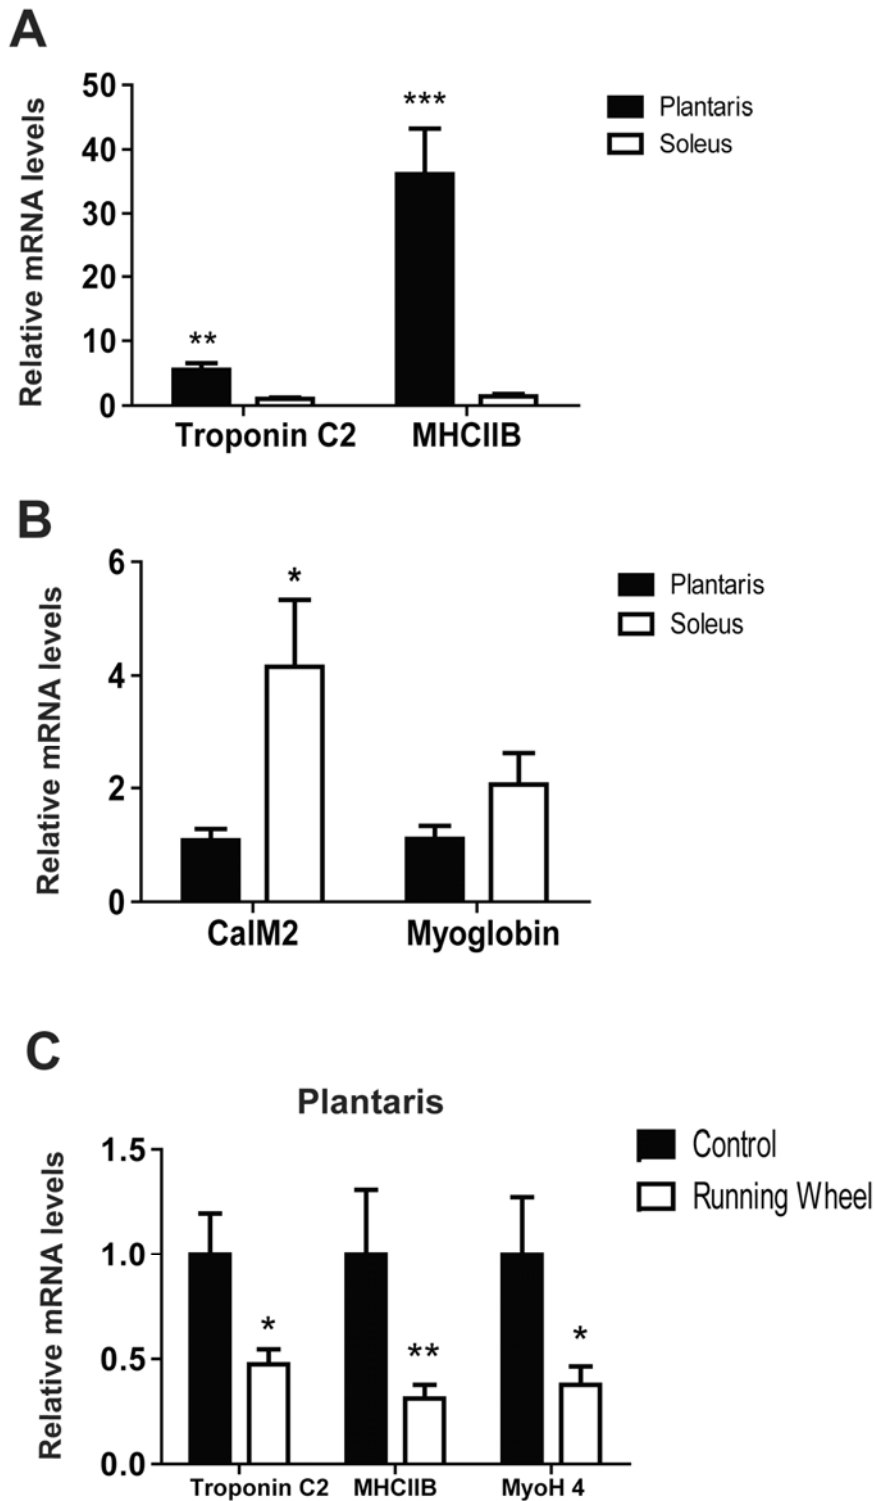 A
Relative mRNA levels
50
40
30
20
10
0
***
**
Plantaris
Soleus
Troponin C2
MHCIIB
B
Relative mRNA levels
6
4
2
0
*
Plantaris
Soleus
CalM2
Myoglobin
C
Plantaris
Relative mRNA levels
1.5
1.0
0.5
0.0
*
**
*
Control
Running Wheel
Troponin C2
MHCIIB
MyoH 4